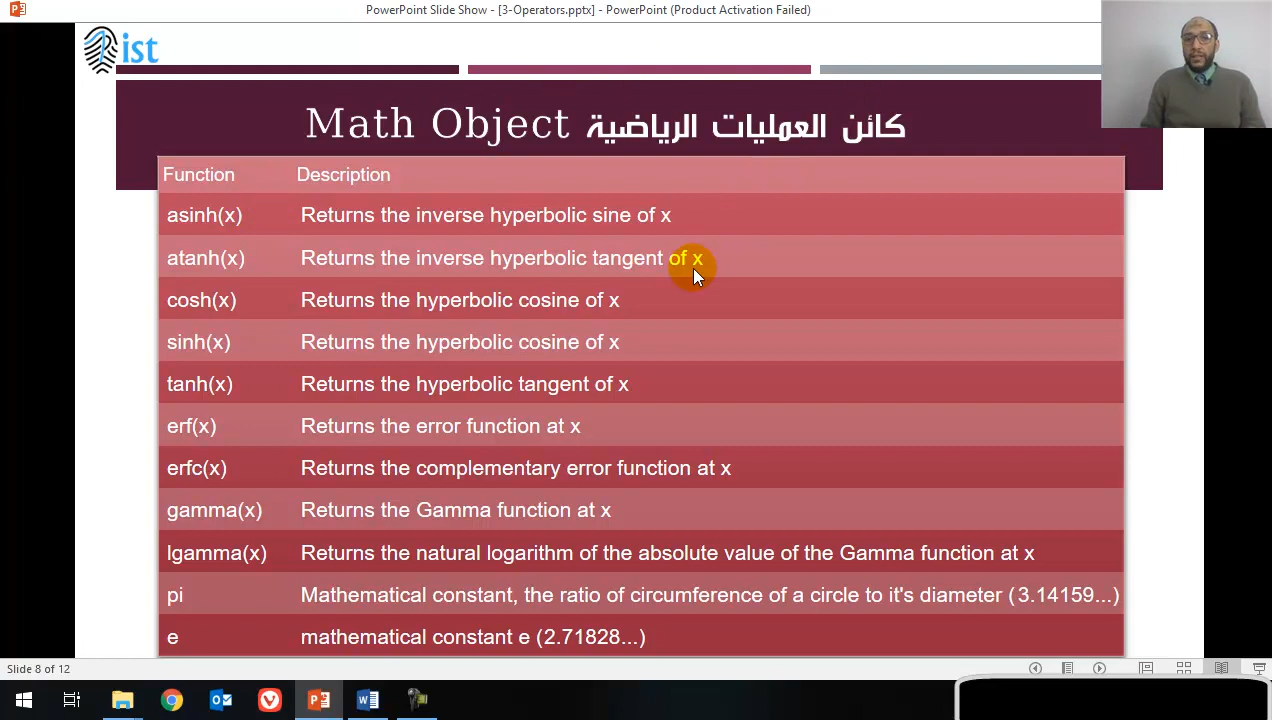 PowerPoint Slide Show - [3-Operators.pptx] - PowerPoint (Product Activation Failed)
ist
Math Object كائن العمليات الرياضية
Function Description
asinh(x) Returns the inverse hyperbolic sine of x
atanh(x) Returns the inverse hyperbolic tangent of x
cosh(x) Returns the hyperbolic cosine of x
sinh(x) Returns the hyperbolic cosine of x
tanh(x) Returns the hyperbolic tangent of x
erf(x) Returns the error function at x
erfc(x) Returns the complementary error function at x
gamma(x) Returns the Gamma function at x
lgamma(x) Returns the natural logarithm of the absolute value of the Gamma function at x
pi Mathematical constant, the ratio of circumference of a circle to it's diameter (3.14159...)
e mathematical constant e (2.71828...)
Slide 8 of 12